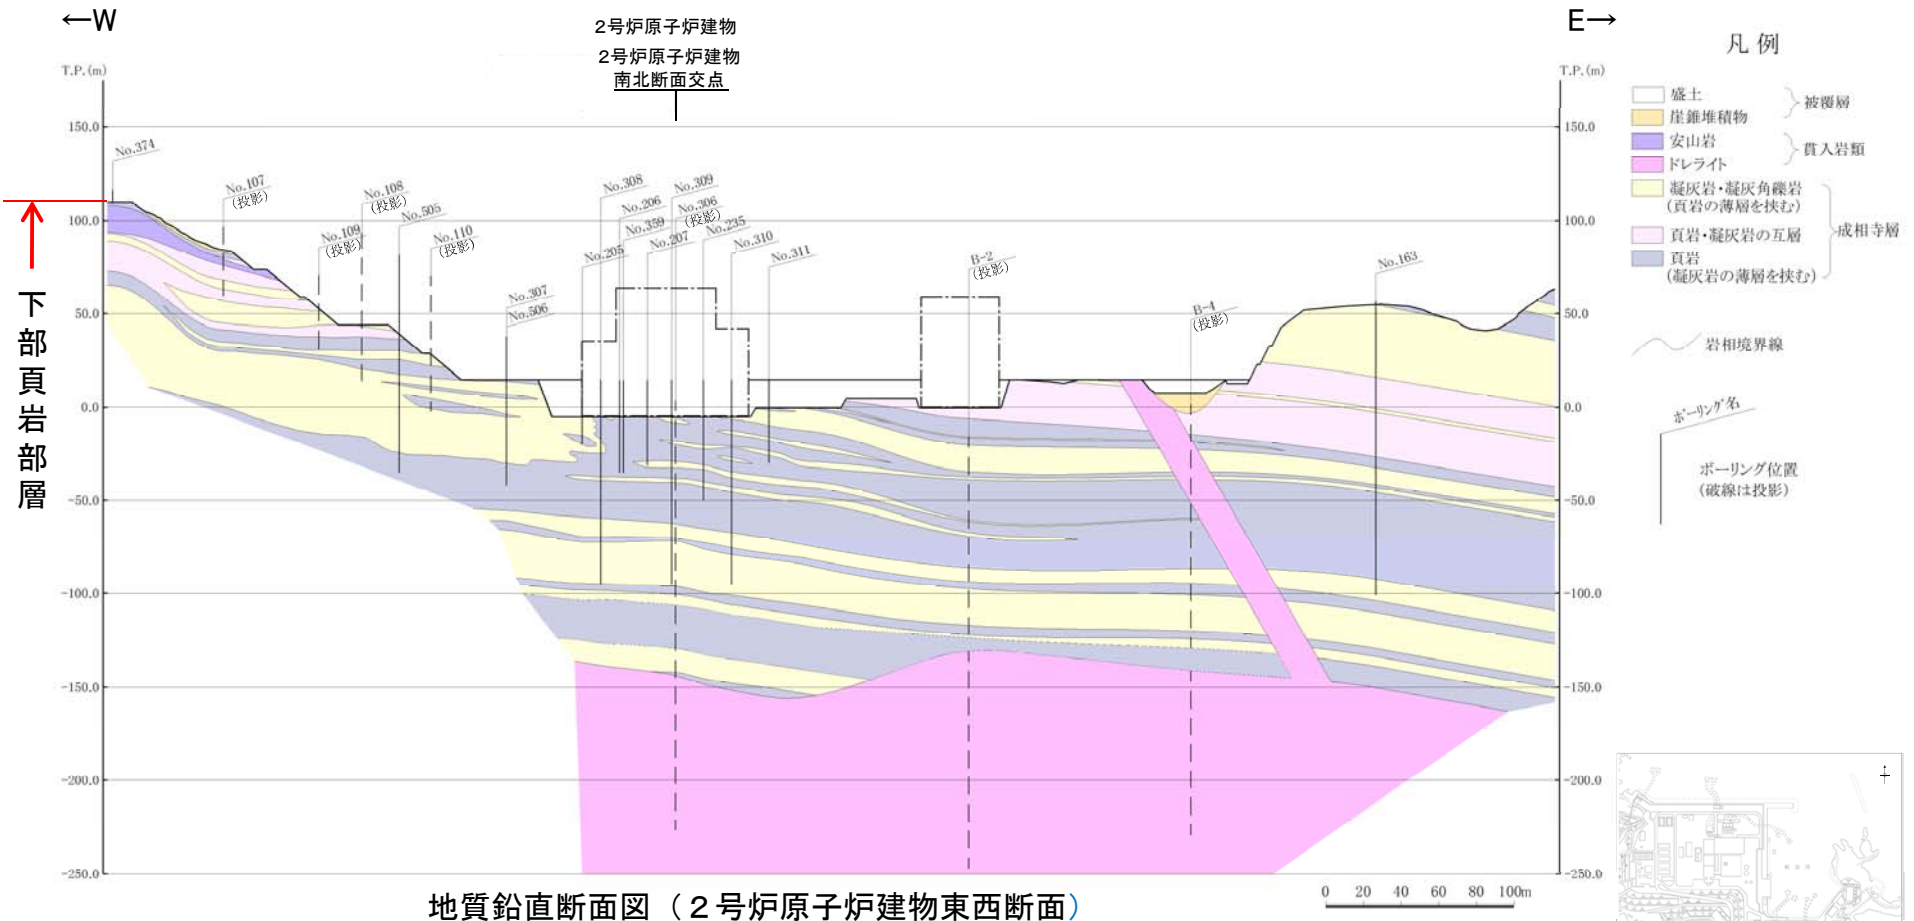 ←W
E→
2号炉原子炉建物
2号炉原子炉建物
南北断面交点
T.P.(m)
T.P.(m)
150.0
100.0
50.0
0.0
-50.0
-100.0
-150.0
-200.0
-250.0
150.0
100.0
50.0
0.0
-50.0
-100.0
-150.0
-200.0
-250.0
下部頁岩部層
No.374
No.107
(投影)
No.109
(投影)
No.108
(投影)
No.505
No.110
(投影)
No.307
No.506
No.205
No.308
No.206
No.359
No.207
No.309
No.306
(投影)
No.235
No.310
No.311
B-2
(投影)
B-4
(投影)
No.163
凡例
盛土
崖錐堆積物
被覆層
安山岩
ドレライト
貫入岩類
凝灰岩・凝灰角礫岩
(頁岩の薄層を挟む)
頁岩・凝灰岩の互層
頁岩
(凝灰岩の薄層を挟む)
成相寺層
岩相境界線
ボーリング名
ボーリング位置
(破線は投影)
0 20 40 60 80 100m
地質鉛直断面図(2号炉原子炉建物東西断面)